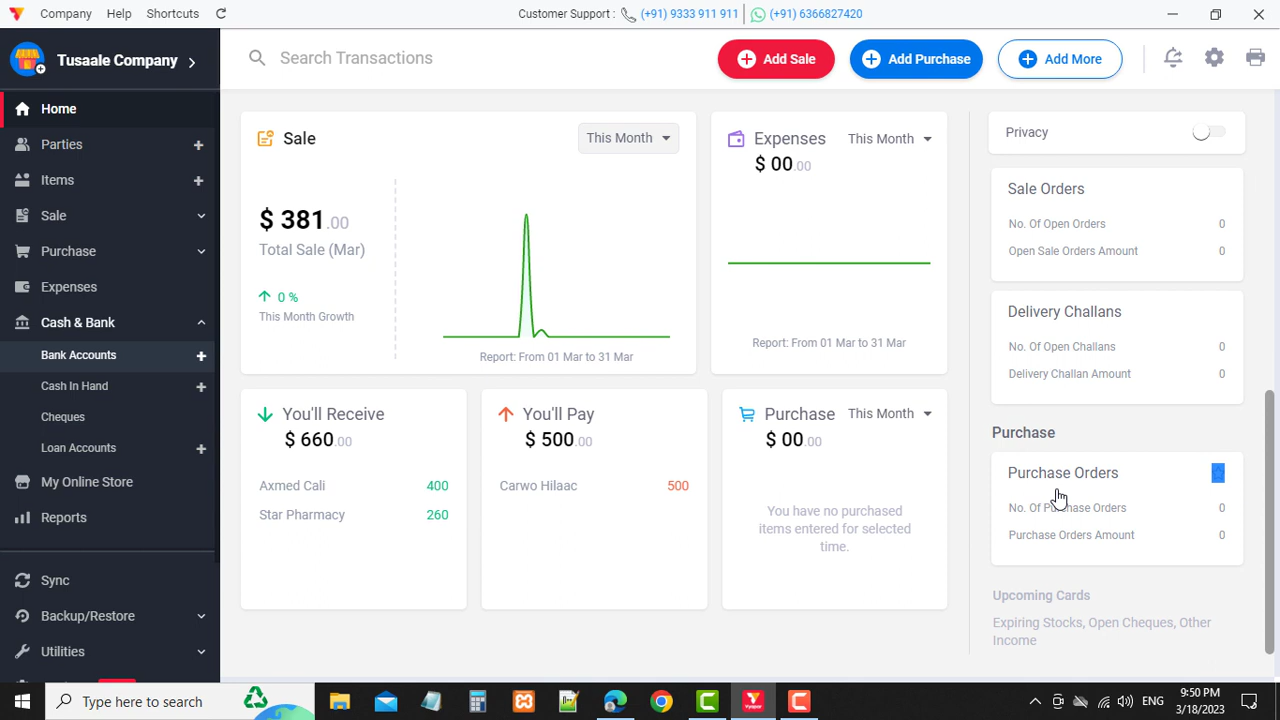 Company Help Shortcuts Customer Support : (+91) 9333 911 911 (+91) 6366827420
Tusaale Company
Search Transactions
Add Sale
Add Purchase
Add More
Home
Parties
Items
Sale
Purchase
Expenses
Cash & Bank
Bank Accounts
Cash In Hand
Cheques
Loan Accounts
My Online Store
Reports
Sync
Backup/Restore
Utilities
Sale This Month
$ 381.00
Total Sale (Mar)
0 %
This Month Growth
Report: From 01 Mar to 31 Mar
Expenses This Month
$ 00.00
Report: From 01 Mar to 31 Mar
You'll Receive
$ 660.00
Axmed Cali 400
Star Pharmacy 260
You'll Pay
$ 500.00
Carwo Hilaac 500
Purchase This Month
$ 00.00
You have no purchased
items entered for selected
time.
Privacy
Sale Orders
No. Of Open Orders 0
Open Sale Orders Amount 0
Delivery Challans
No. Of Open Challans 0
Delivery Challan Amount 0
Purchase
Purchase Orders
No. Of Purchase Orders 0
Purchase Orders Amount 0
Upcoming Cards
Expiring Stocks, Open Cheques, Other
Income
Type here to search
ENG
9:50 PM
3/18/2023